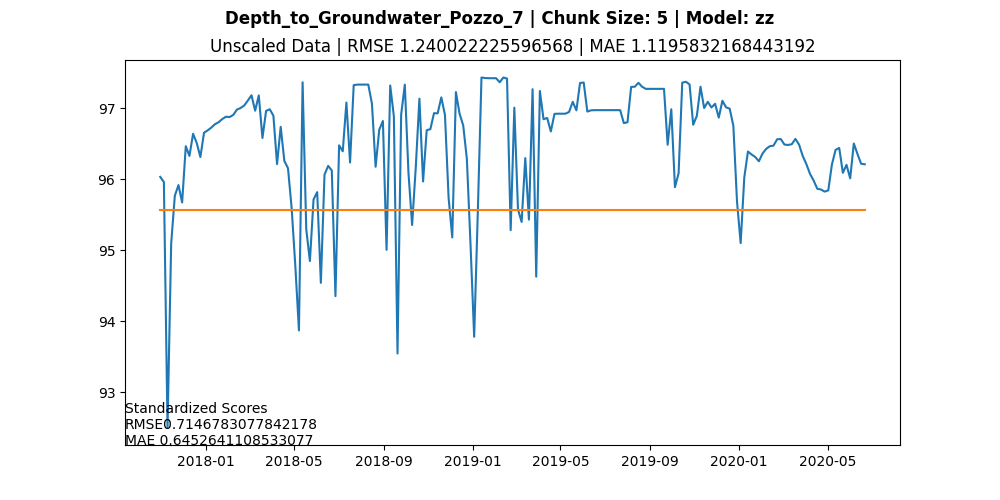 Depth_to_Groundwater_Pozzo_7 | Chunk Size: 5 | Model: zz
Unscaled Data | RMSE 1.240022225596568 | MAE 1.1195832168443192
97
96
95
94
93
Standardized Scores
RMSE0.7146783077842178
MAE 0.6452641108533077
2018-01 2018-05 2018-09 2019-01 2019-05 2019-09 2020-01 2020-05